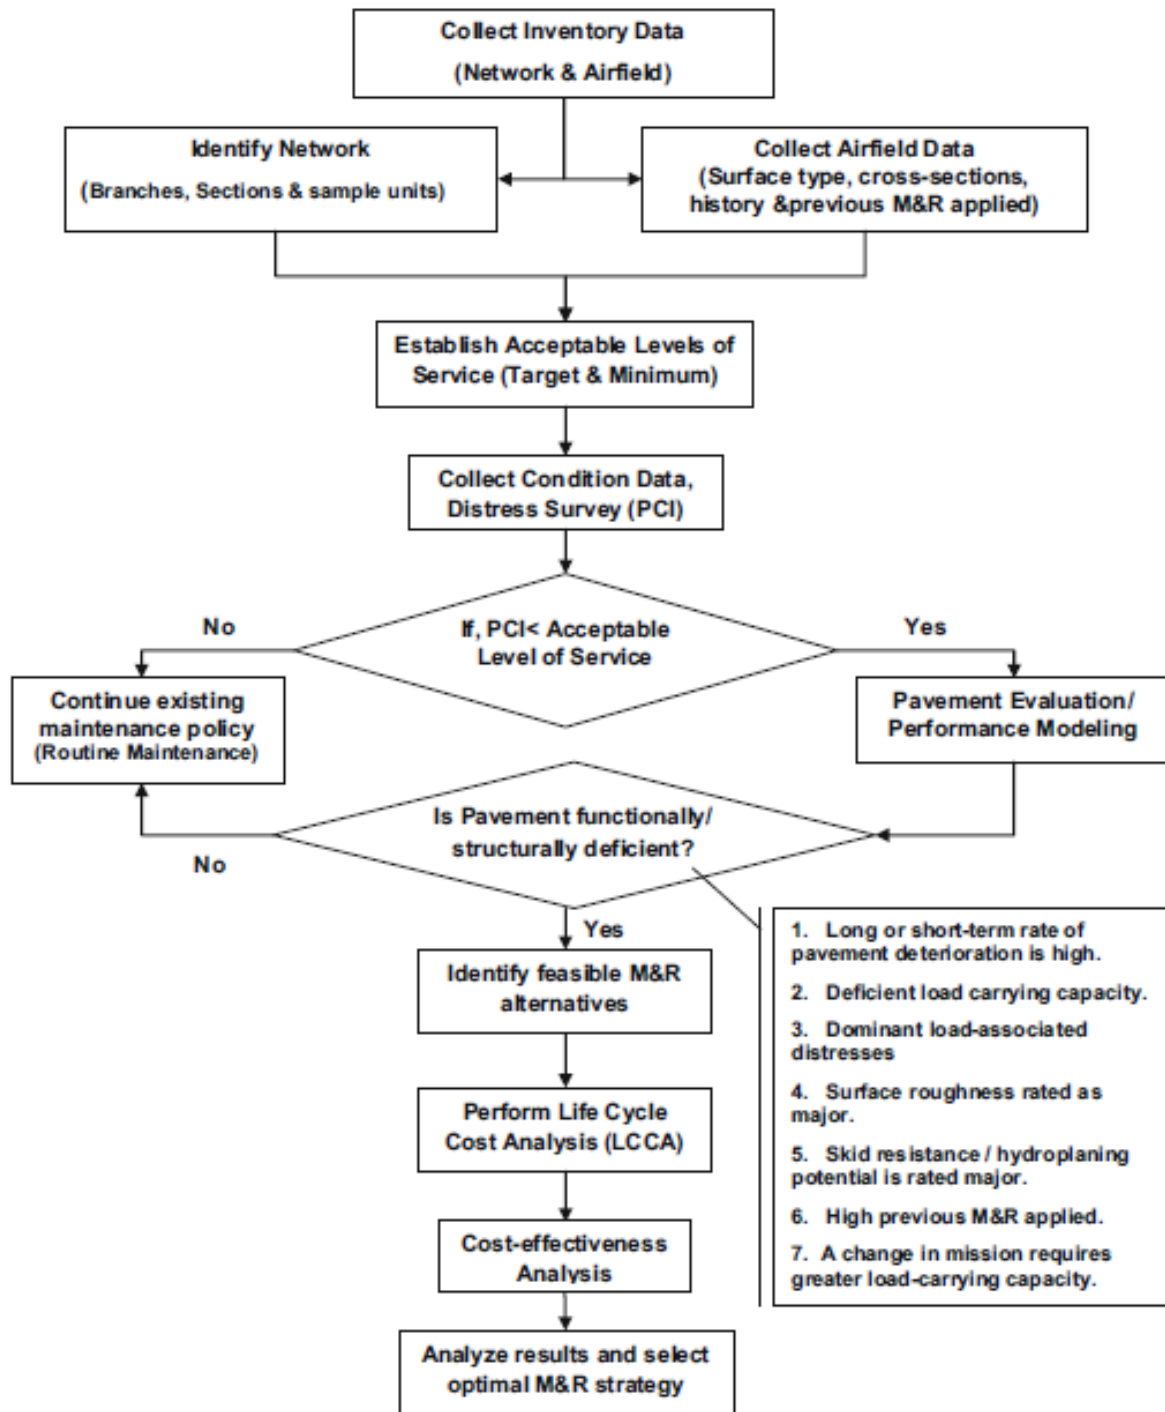 Collect Inventory Data
(Network & Airfield)
Identify Network
(Branches, Sections & sample units)
Collect Airfield Data
(Surface type, cross-sections,
history &previous M&R applied)
Establish Acceptable Levels of
Service (Target & Minimum)
Collect Condition Data,
Distress Survey (PCI)
No
If, PCI< Acceptable
Level of Service
Yes
Continue existing
maintenance policy
(Routine Maintenance)
Pavement Evaluation/
Performance Modeling
Is Pavement functionally/
structurally deficient?
No
Yes
1. Long or short-term rate of
pavement deterioration is high.
2. Deficient load carrying capacity.
3. Dominant load-associated
distresses
4. Surface roughness rated as
major.
5. Skid resistance / hydroplaning
potential is rated major.
6. High previous M&R applied.
7. A change in mission requires
greater load-carrying capacity.
Identify feasible M&R
alternatives
Perform Life Cycle
Cost Analysis (LCCA)
Cost-effectiveness
Analysis
Analyze results and select
optimal M&R strategy